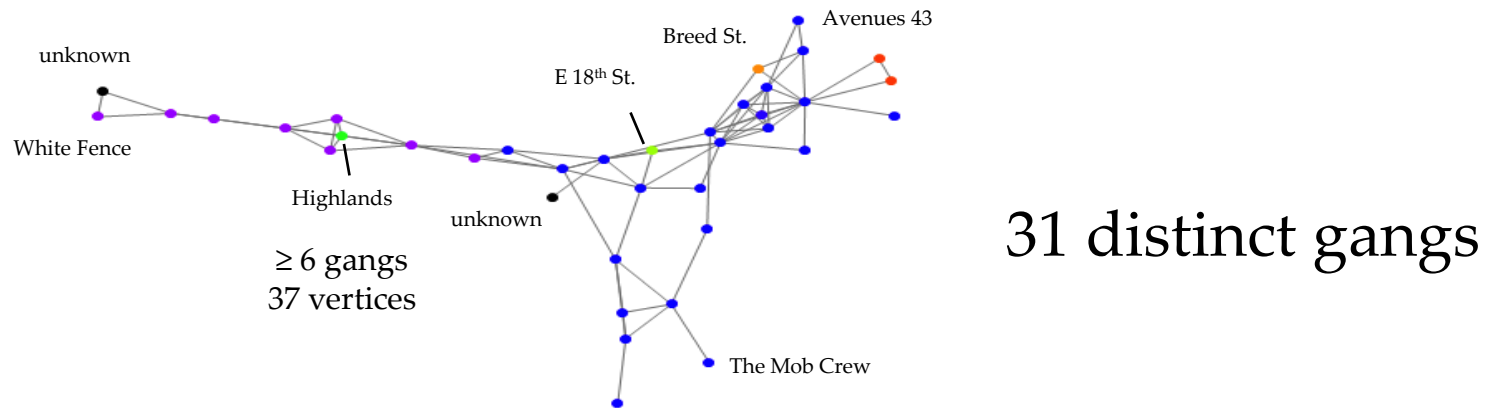 Avenues 43
Breed St.
unknown
E 18th St.
White Fence
Highlands
unknown
31 distinct gangs
≥ 6 gangs
37 vertices
The Mob Crew